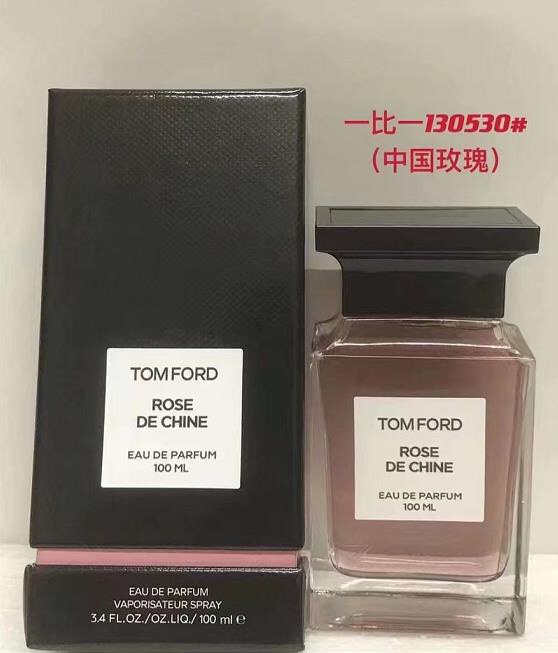 一比一130530#
（中国玫瑰）
TOM FORD
ROSE
DE CHINE
EAU DE PARFUM
100 ML
EAU DE PARFUM
VAPORISATEUR SPRAY
3.4 FL.OZ./OZ.LIQ./ 100 ml e
TOM FORD
ROSE
DE CHINE
EAU DE PARFUM
100 ML